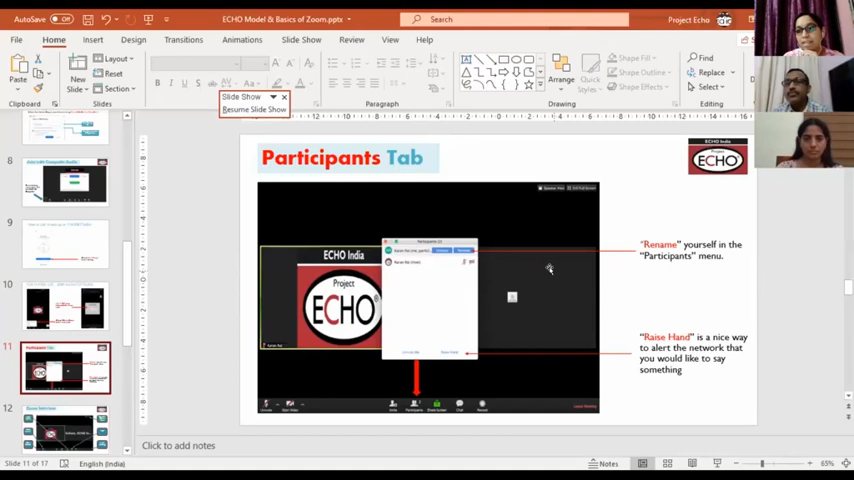 AutoSave Off
ECHO Model & Basics of Zoom.pptx
Search
Project Echo
File Home Insert Design Transitions Animations Slide Show Review View Help
Paste
New
Layout
Reset
Section
B I U S
Slide Show
Resume Slide Show
Arrange
Quick
Styles
Shape Fill
Shape Outline
Shape Effects
Find
Replace
Select
Clipboard
Paragraph
Drawing
Editing
8
9
10
11
12
Participants Tab
ECHO INDIA
Project
ECHO
ECHO India
Project
ECHO
"Rename" yourself in the
"Participants" menu.
"Raise Hand" is a nice way
to alert the network that
you would like to say
something
Click to add notes
Slide 11 of 17
English (India)
Notes
65%